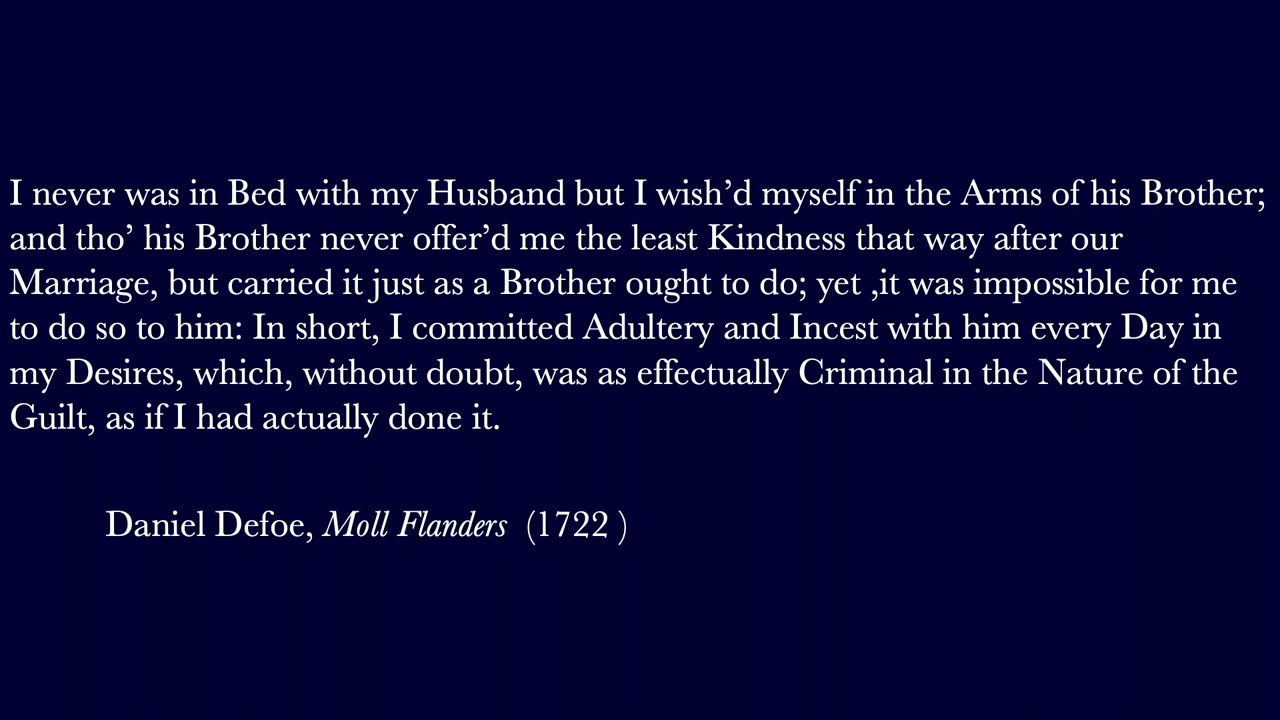 I never was in Bed with my Husband but I wish’d myself in the Arms of his Brother;
and tho’ his Brother never offer’d me the least Kindness that way after our
Marriage, but carried it just as a Brother ought to do; yet ,it was impossible for me
to do so to him: In short, I committed Adultery and Incest with him every Day in
my Desires, which, without doubt, was as effectually Criminal in the Nature of the
Guilt, as if I had actually done it.
Daniel Defoe, Moll Flanders (1722 )